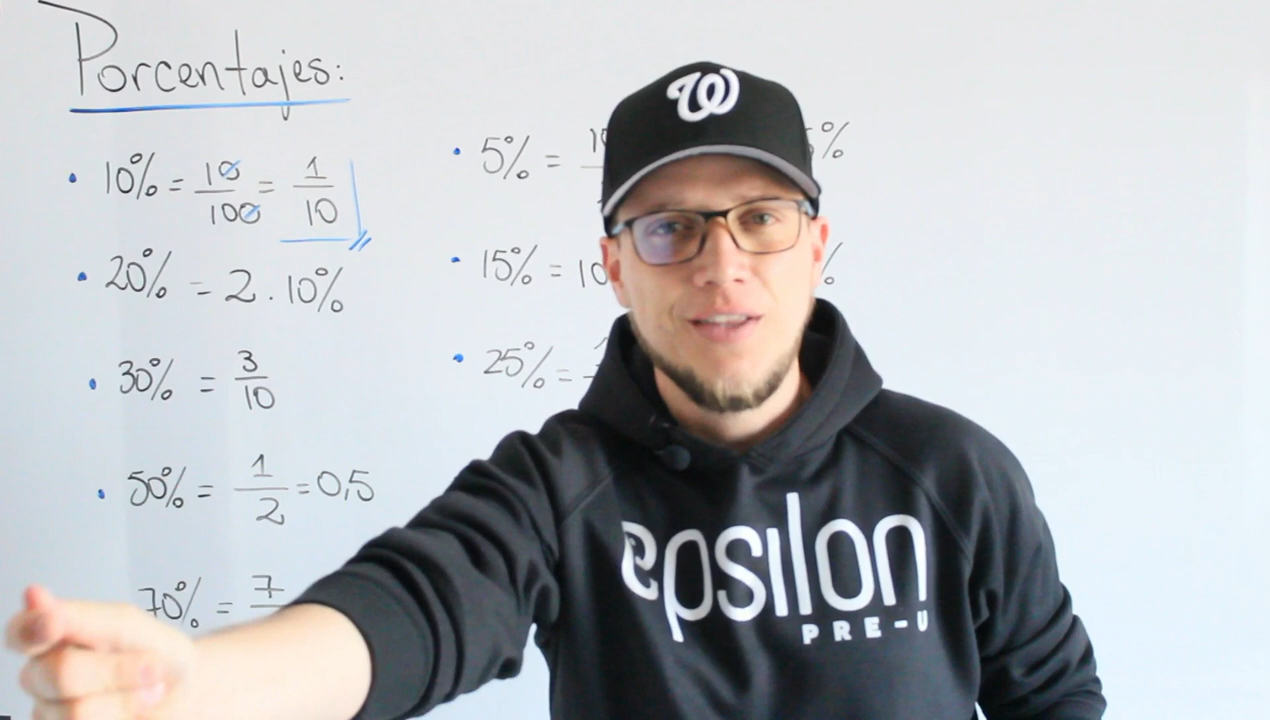 Porcentajes:
• 10% = 10/100 = 1/10
• 20% = 2 . 10%
• 30% = 3/10
• 50% = 1/2 = 0,5
70% = 7
• 5% =
%
• 15% = 10
• 25% =
W
epsilon
PRE-U